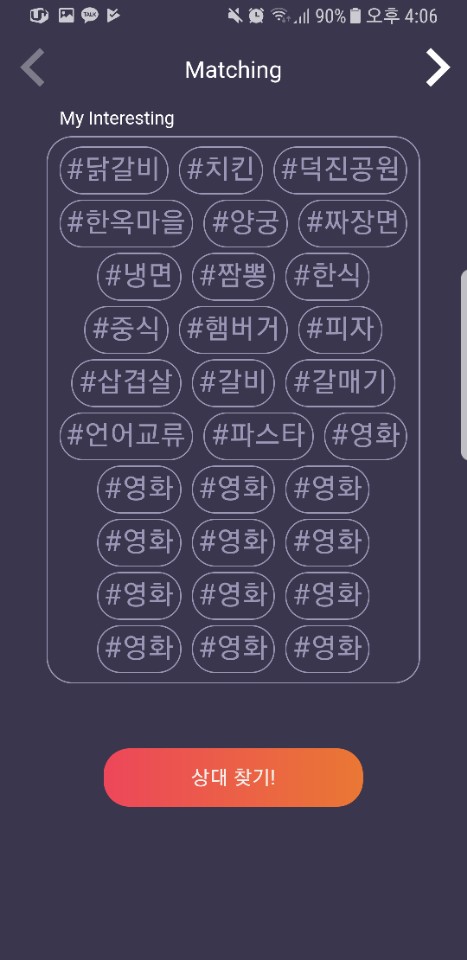 TALK 90% 오후 4:06
Matching
My Interesting
#닭갈비 #치킨 #덕진공원
#한옥마을 #양궁 #짜장면
#냉면 #짬뽕 #한식
#중식 #햄버거 #피자
#삽겹살 #갈비 #갈매기
#언어교류 #파스타 #영화
#영화 #영화 #영화
#영화 #영화 #영화
#영화 #영화 #영화
#영화 #영화 #영화
상대 찾기!